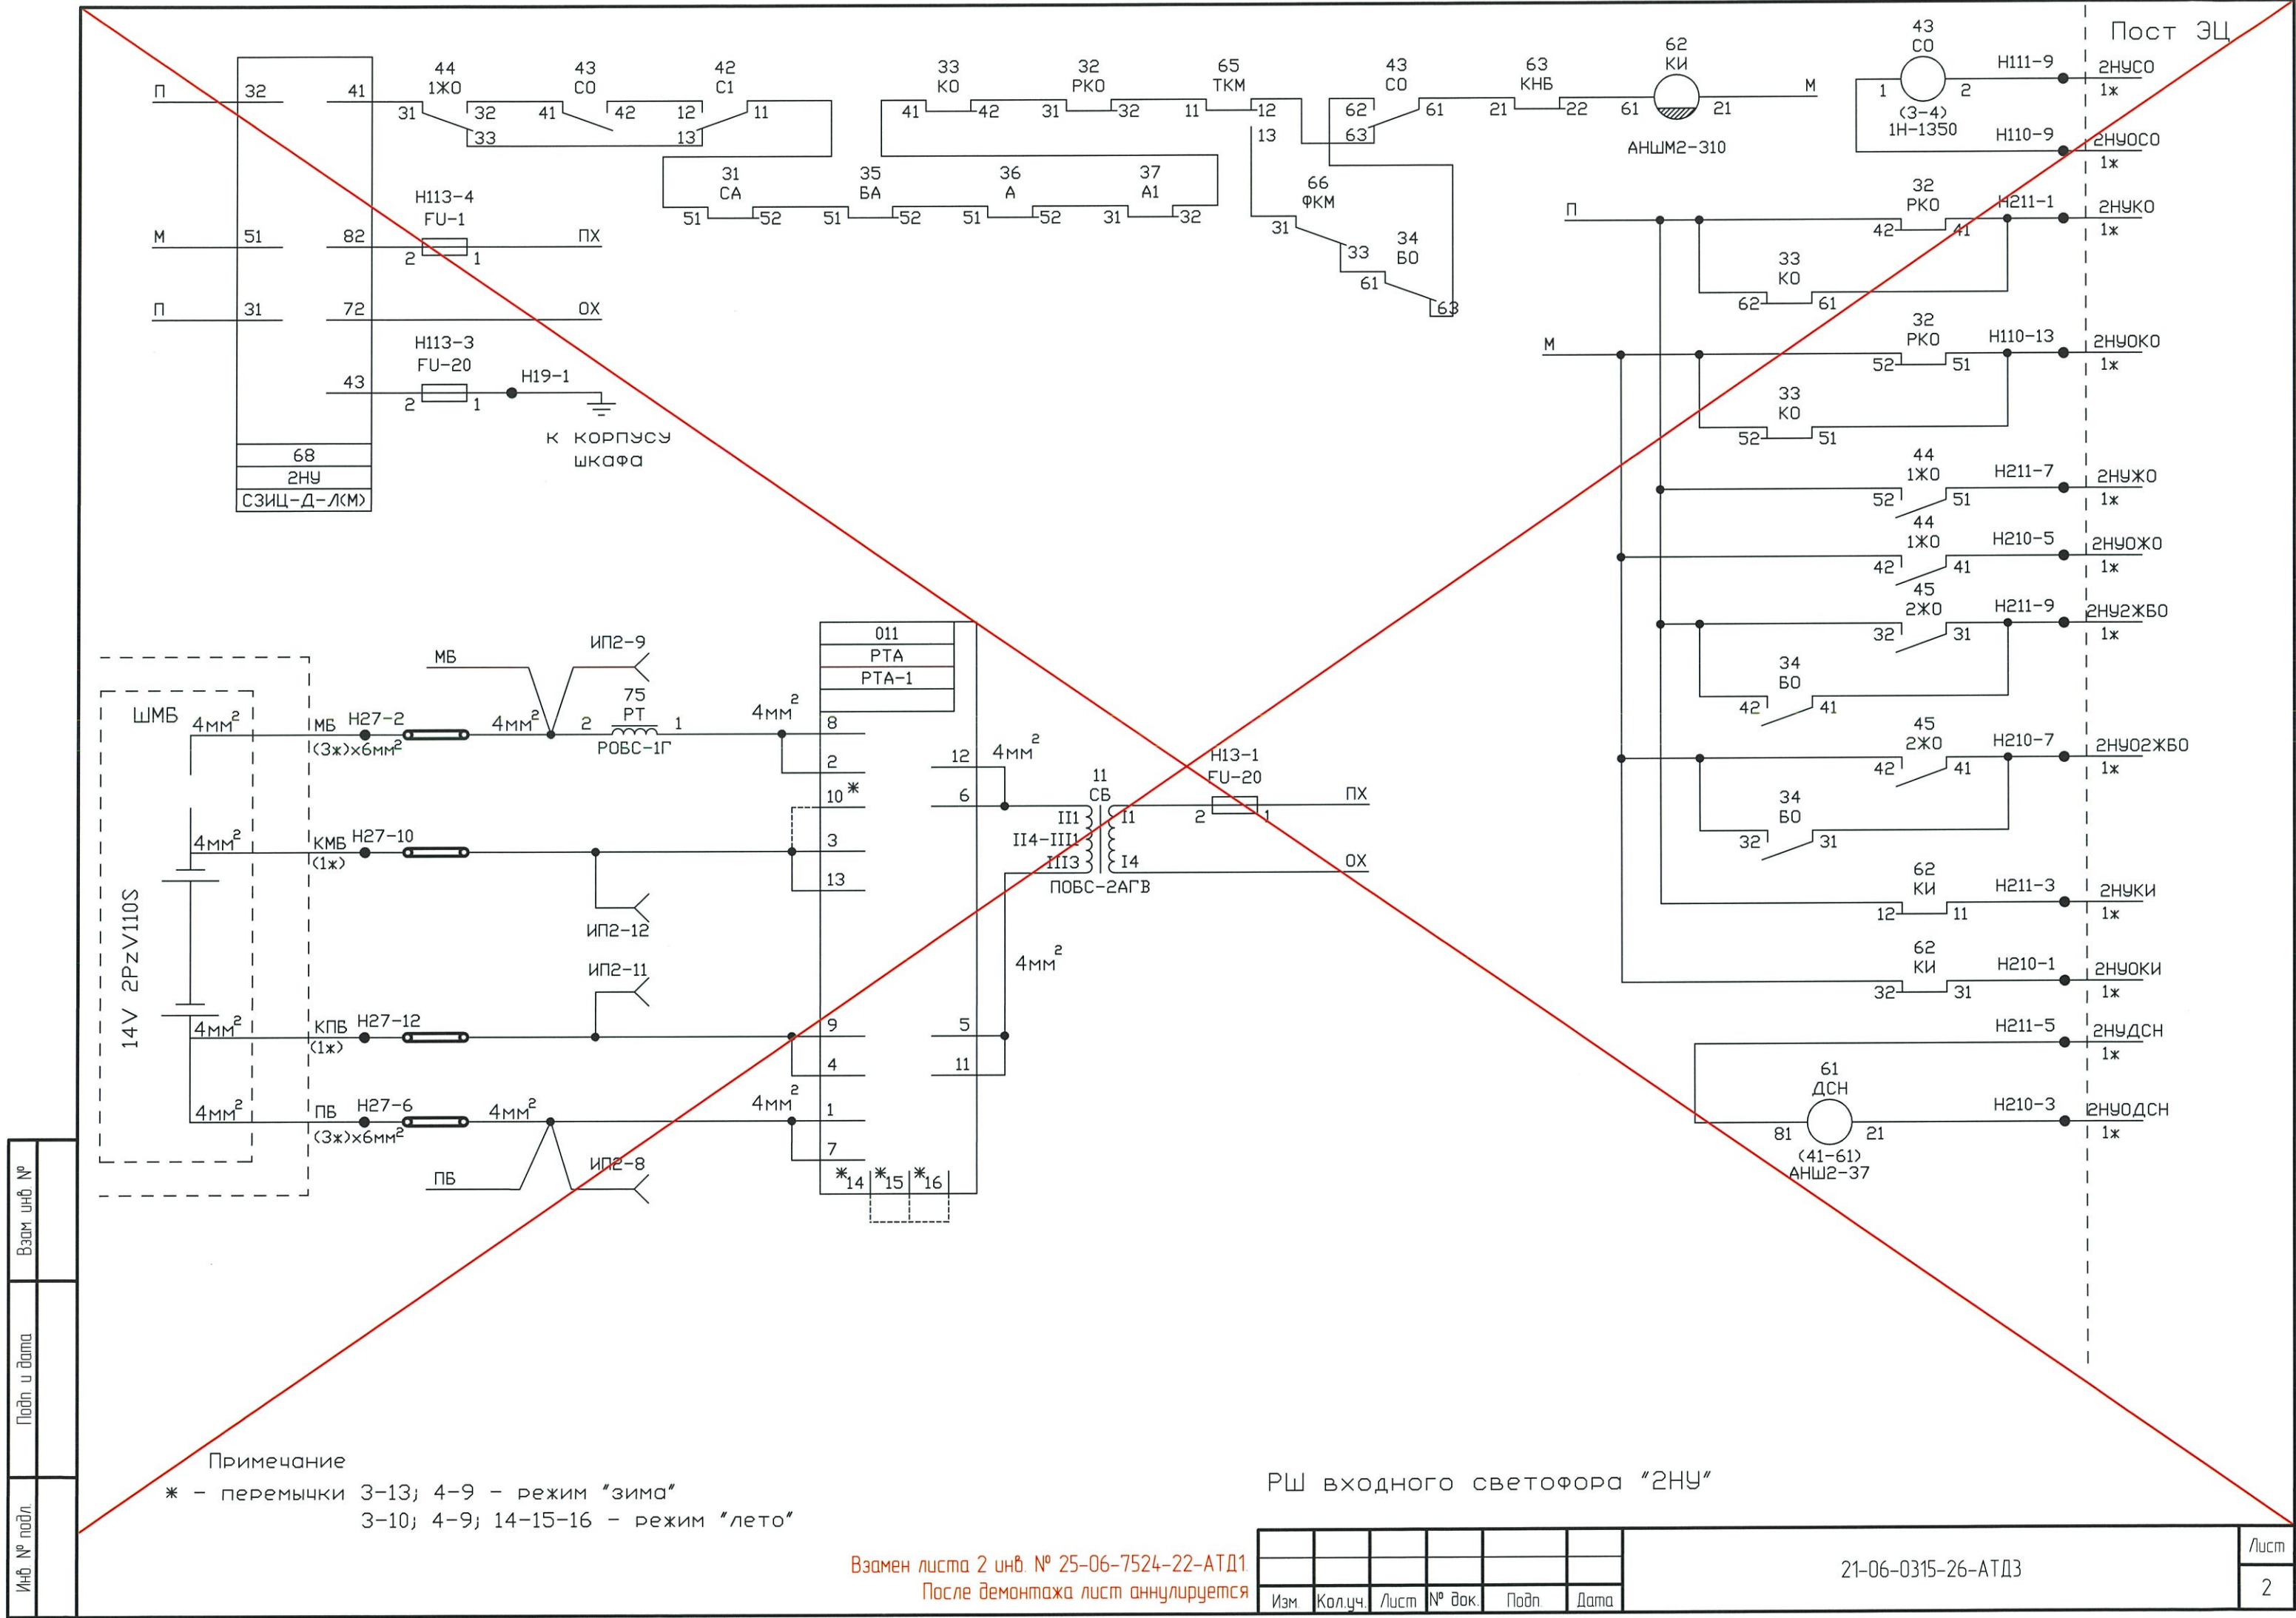 Пост ЭЦ
П 32 41 31 44 1ЖО 32 33 41 43 СО 42 12 42 С1 11 13
41 33 КО 42 31 32 РКО 32 11 65 ТКМ 12 13
62 43 СО 61 63 21 63 КНБ 22 61 62 КИ 21 М
АНШМ2-310
43
СО
1 2
(3-4)
1Н-1350
Н111-9 2НУСО
1ж
Н110-9 2НУОСО
1ж
31
СА
51 52
35
БА
51 52
36
А
51 52
37
А1
31 32
66
ФКМ
31 33
34
БО
61 63
Н113-4
FU-1
М 51 82 2 1 ПХ
П 31 72 ОХ
Н113-3
FU-20
43 2 1 Н19-1
К КОРПУСУ
шкафа
68
2НУ
СЗИЦ-Д-Л(М)
П
32
РКО
42 41
Н211-1 2НУКО
1ж
33
КО
62 61
М
32
РКО
52 51
Н110-13 2НУОКО
1ж
33
КО
52 51
44
1ЖО
52 51
Н211-7 2НУЖО
1ж
44
1ЖО
42 41
Н210-5 2НУОЖО
1ж
45
2ЖО
32 31
Н211-9 2НУ2ЖБО
1ж
34
БО
42 41
45
2ЖО
42 41
Н210-7 2НУО2ЖБО
1ж
34
БО
32 31
62
КИ
12 11
Н211-3 2НУКИ
1ж
62
КИ
32 31
Н210-1 2НУОКИ
1ж
Н211-5 2НУДСН
1ж
61
ДСН
81 21
(41-61)
АНШ2-37
Н210-3 2НУОДСН
1ж
ШМБ
14V 2PzV110S
4мм²
МБ Н27-2
(3ж)х6мм²
4мм²
МБ
ИП2-9
75
РТ
2 1
РОБС-1Г
4мм²
4мм²
КМБ Н27-10
(1ж)
ИП2-12
ИП2-11
4мм²
КПБ Н27-12
(1ж)
4мм²
ПБ Н27-6
(3ж)х6мм²
4мм²
ПБ
ИП2-8
4мм²
011
РТА
РТА-1
8
2
10*
3
13
9
4
1
7
*14 *15 *16
12
6
5
11
4мм²
4мм²
11
СБ
II1 I1
II4-III1
III3 I4
ПОБС-2АГВ
Н13-1
FU-20
2 1
ПХ
ОХ
Примечание
* - перемычки 3-13; 4-9 - режим "зима"
3-10; 4-9; 14-15-16 - режим "лето"
РШ входного светофора "2НУ"
Взамен листа 2 инв. № 25-06-7524-22-АТД1.
После демонтажа лист аннулируется
Изм. Кол.уч. Лист № док. Подп. Дата
21-06-0315-26-АТД3
Лист
2
Взам. инв №
Подп и дата
Инв. № подл.